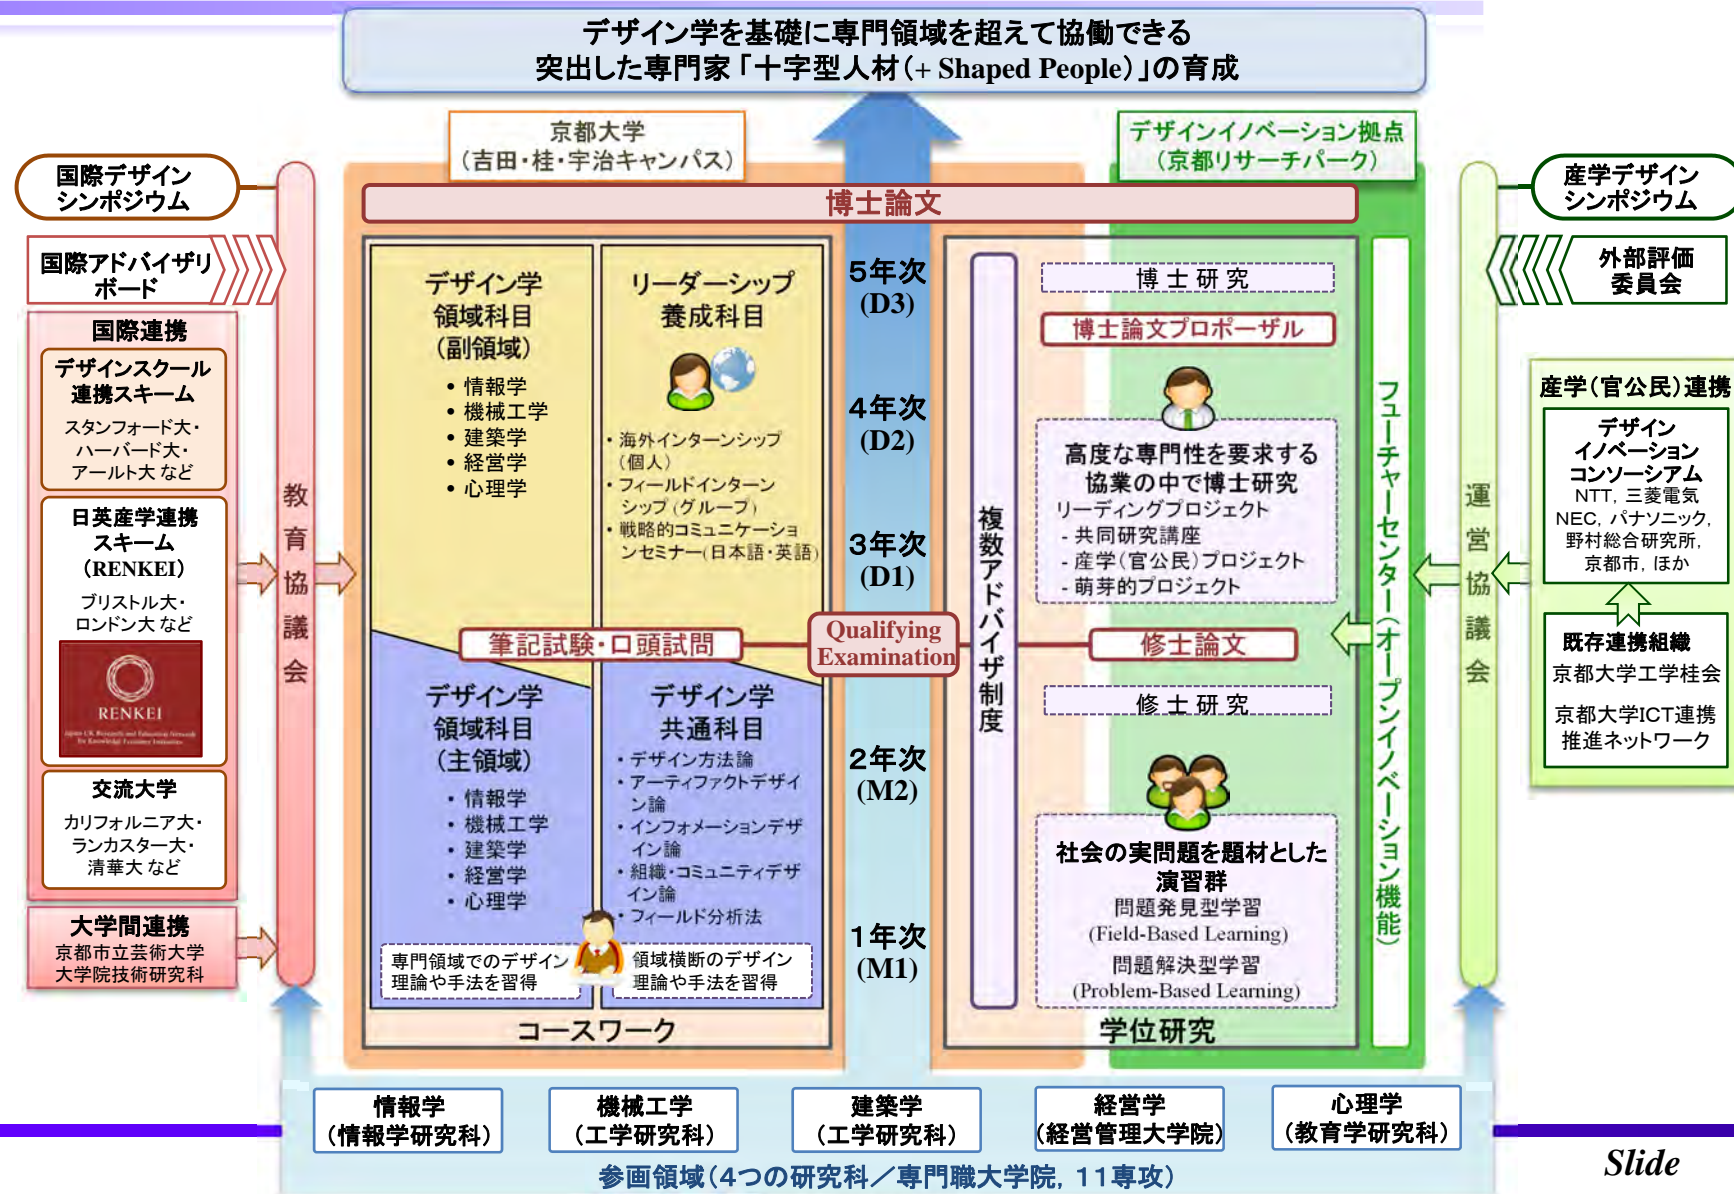 デザイン学を基礎に専門領域を超えて協働できる
突出した専門家「十字型人材(+ Shaped People)」の育成
京都大学
(吉田・桂・宇治キャンパス)
デザインイノベーション拠点
(京都リサーチパーク)
国際デザイン
シンポジウム
国際アドバイザリ
ボード
国際連携
デザインスクール
連携スキーム
スタンフォード大・
ハーバード大・
アールト大 など
日英産学連携
スキーム
(RENKEI)
ブリストル大・
ロンドン大 など
RENKEI
Japan-UK Research and Education Network
for Knowledge Economy Initiatives
交流大学
カリフォルニア大・
ランカスター大・
清華大 など
大学間連携
京都市立芸術大学
大学院技術研究科
教育協議会
博士論文
デザイン学
領域科目
(副領域)
• 情報学
• 機械工学
• 建築学
• 経営学
• 心理学
リーダーシップ
養成科目
・海外インターンシップ
(個人)
・フィールドインターン
シップ(グループ)
・戦略的コミュニケーショ
ンセミナー(日本語・英語)
筆記試験・口頭試問
Qualifying
Examination
修士論文
デザイン学
領域科目
(主領域)
• 情報学
• 機械工学
• 建築学
• 経営学
• 心理学
専門領域でのデザイン
理論や手法を習得
デザイン学
共通科目
・デザイン方法論
・アーティファクトデザイ
ン論
・インフォメーションデザ
イン論
・組織・コミュニティデザ
イン論
・フィールド分析法
領域横断のデザイン
理論や手法を習得
コースワーク
5年次
(D3)
4年次
(D2)
3年次
(D1)
2年次
(M2)
1年次
(M1)
複数アドバイザ制度
博士研究
博士論文プロポーザル
高度な専門性を要求する
協業の中で博士研究
リーディングプロジェクト
- 共同研究講座
- 産学(官公民)プロジェクト
- 萌芽的プロジェクト
修士研究
社会の実問題を題材とした
演習群
問題発見型学習
(Field-Based Learning)
問題解決型学習
(Problem-Based Learning)
学位研究
フューチャーセンター(オープンイノベーション機能)
運営協議会
産学デザイン
シンポジウム
外部評価
委員会
産学(官公民)連携
デザイン
イノベーション
コンソーシアム
NTT, 三菱電気
NEC, パナソニック,
野村総合研究所,
京都市, ほか
既存連携組織
京都大学工学桂会
京都大学ICT連携
推進ネットワーク
情報学
(情報学研究科)
機械工学
(工学研究科)
建築学
(工学研究科)
経営学
(経営管理大学院)
心理学
(教育学研究科)
参画領域(4つの研究科/専門職大学院, 11専攻)
Slide